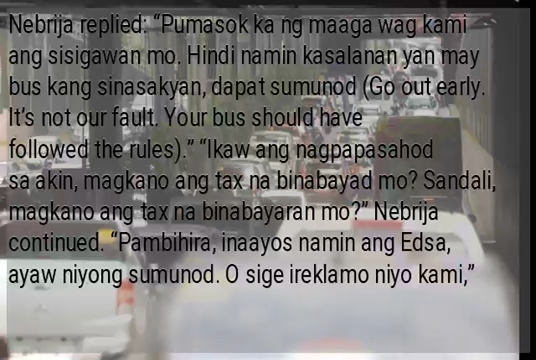 Nebrija replied: “Pumasok ka ng maaga wag kami
ang sisigawan mo. Hindi namin kasalanan yan may
bus kang sinasakyan, dapat sumunod (Go out early.
It’s not our fault. Your bus should have
followed the rules).” “Ikaw ang nagpapasahod
sa akin, magkano ang tax na binabayad mo? Sandali,
magkano ang tax na binabayaran mo?” Nebrija
continued. “Pambihira, inaayos namin ang Edsa,
ayaw niyong sumunod. O sige ireklamo niyo kami,”